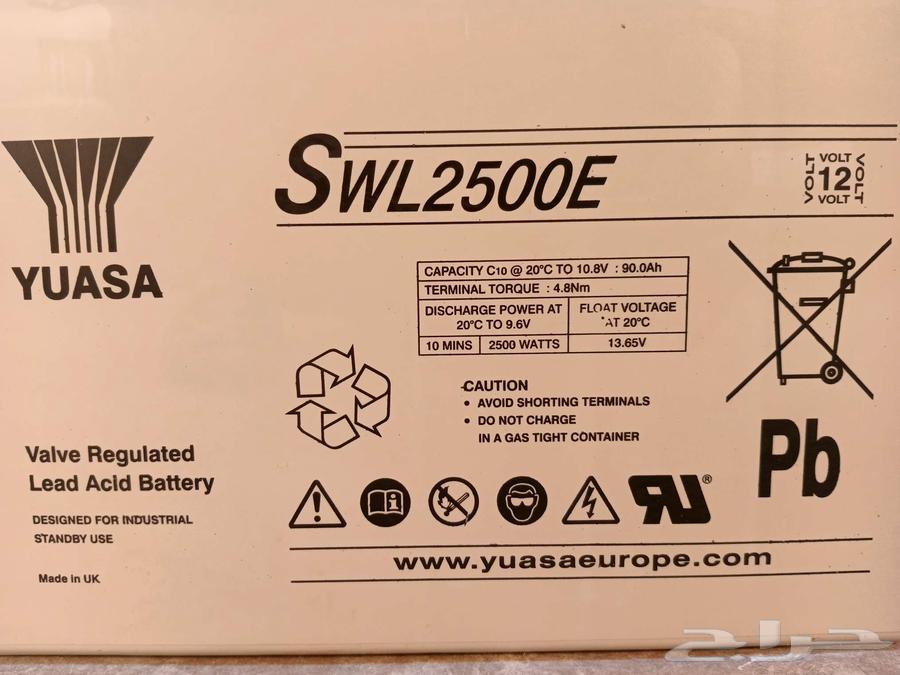 YUASA
SWL2500E
VOLT
VOLT 12 VOLT
VOLT
CAPACITY C10 @ 20°C TO 10.8V : 90.0Ah
TERMINAL TORQUE : 4.8Nm
DISCHARGE POWER AT
20°C TO 9.6V
FLOAT VOLTAGE
AT 20°C
10 MINS 2500 WATTS 13.65V
CAUTION
• AVOID SHORTING TERMINALS
• DO NOT CHARGE
IN A GAS TIGHT CONTAINER
Pb
Valve Regulated
Lead Acid Battery
DESIGNED FOR INDUSTRIAL
STANDBY USE
Made in UK
RU®
www.yuasaeurope.com
حراج